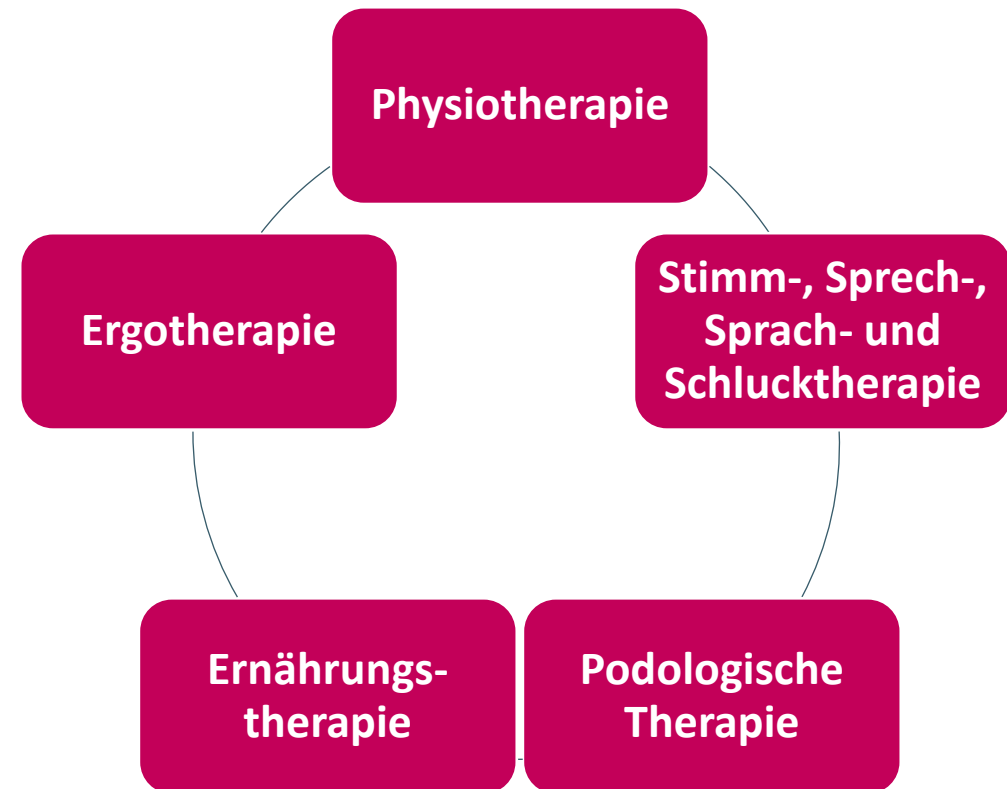 Physiotherapie
Stimm-, Sprech-,
Sprach- und
Schlucktherapie
Podologische
Therapie
Ernährungs-
therapie
Ergotherapie